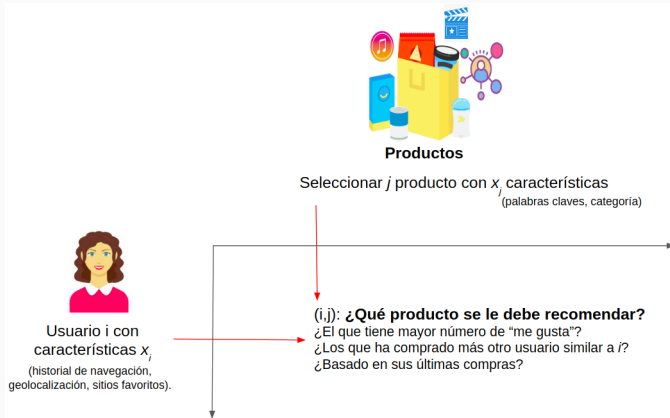 Productos
Seleccionar j producto con xj características
(palabras claves, categoría)
Usuario i con
características xi
(historial de navegación,
geolocalización, sitios favoritos).
(i,j): ¿Qué producto se le debe recomendar?
¿El que tiene mayor número de “me gusta”?
¿Los que ha comprado más otro usuario similar a i?
¿Basado en sus últimas compras?